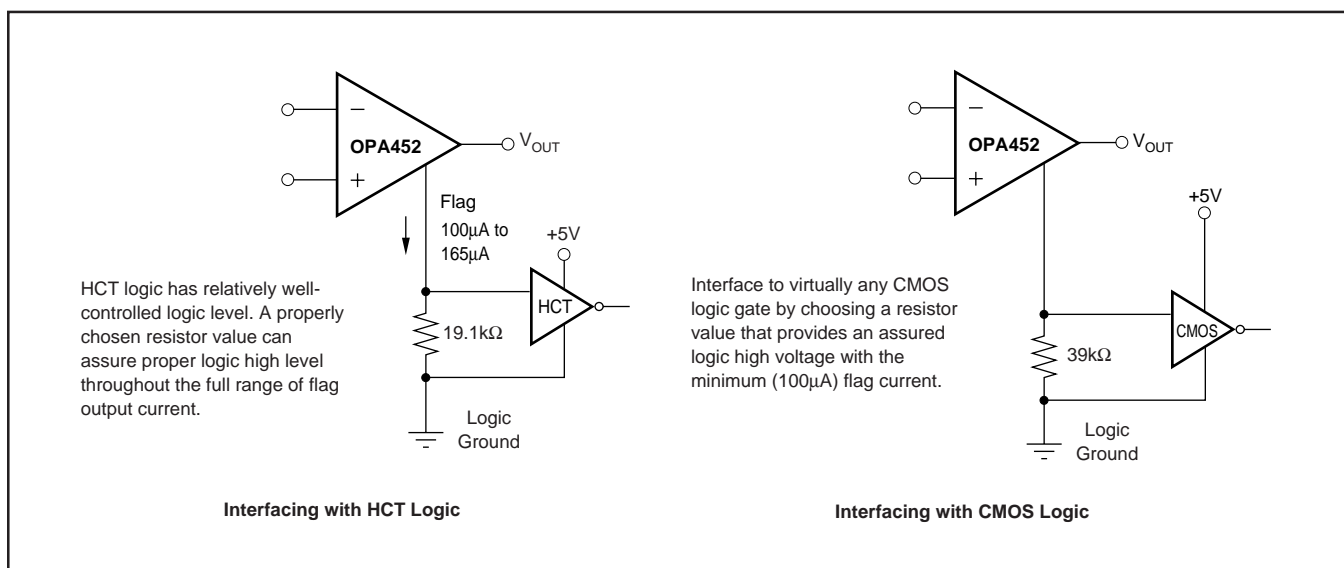 −
OPA452
+
VOUT
Flag
100µA to
165µA
+5V
HCT
19.1kΩ
Logic
Ground
HCT logic has relatively well-
controlled logic level. A properly
chosen resistor value can
assure proper logic high level
throughout the full range of flag
output current.
Interfacing with HCT Logic
−
OPA452
+
VOUT
+5V
CMOS
39kΩ
Logic
Ground
Interface to virtually any CMOS
logic gate by choosing a resistor
value that provides an assured
logic high voltage with the
minimum (100µA) flag current.
Interfacing with CMOS Logic